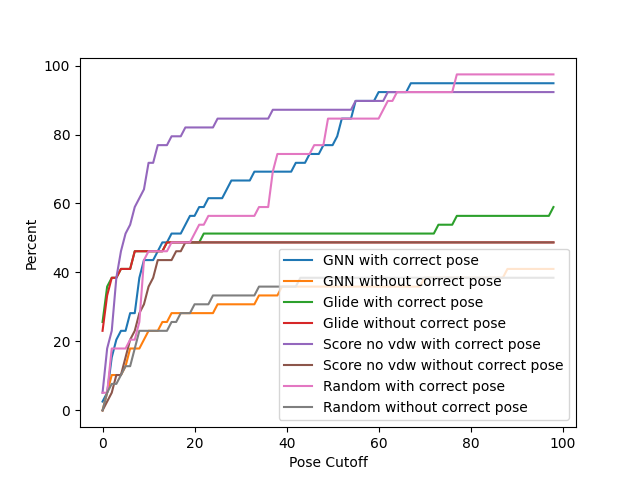 100
80
60
40
20
0
Percent
GNN with correct pose
GNN without correct pose
Glide with correct pose
Glide without correct pose
Score no vdw with correct pose
Score no vdw without correct pose
Random with correct pose
Random without correct pose
0 20 40 60 80 100
Pose Cutoff